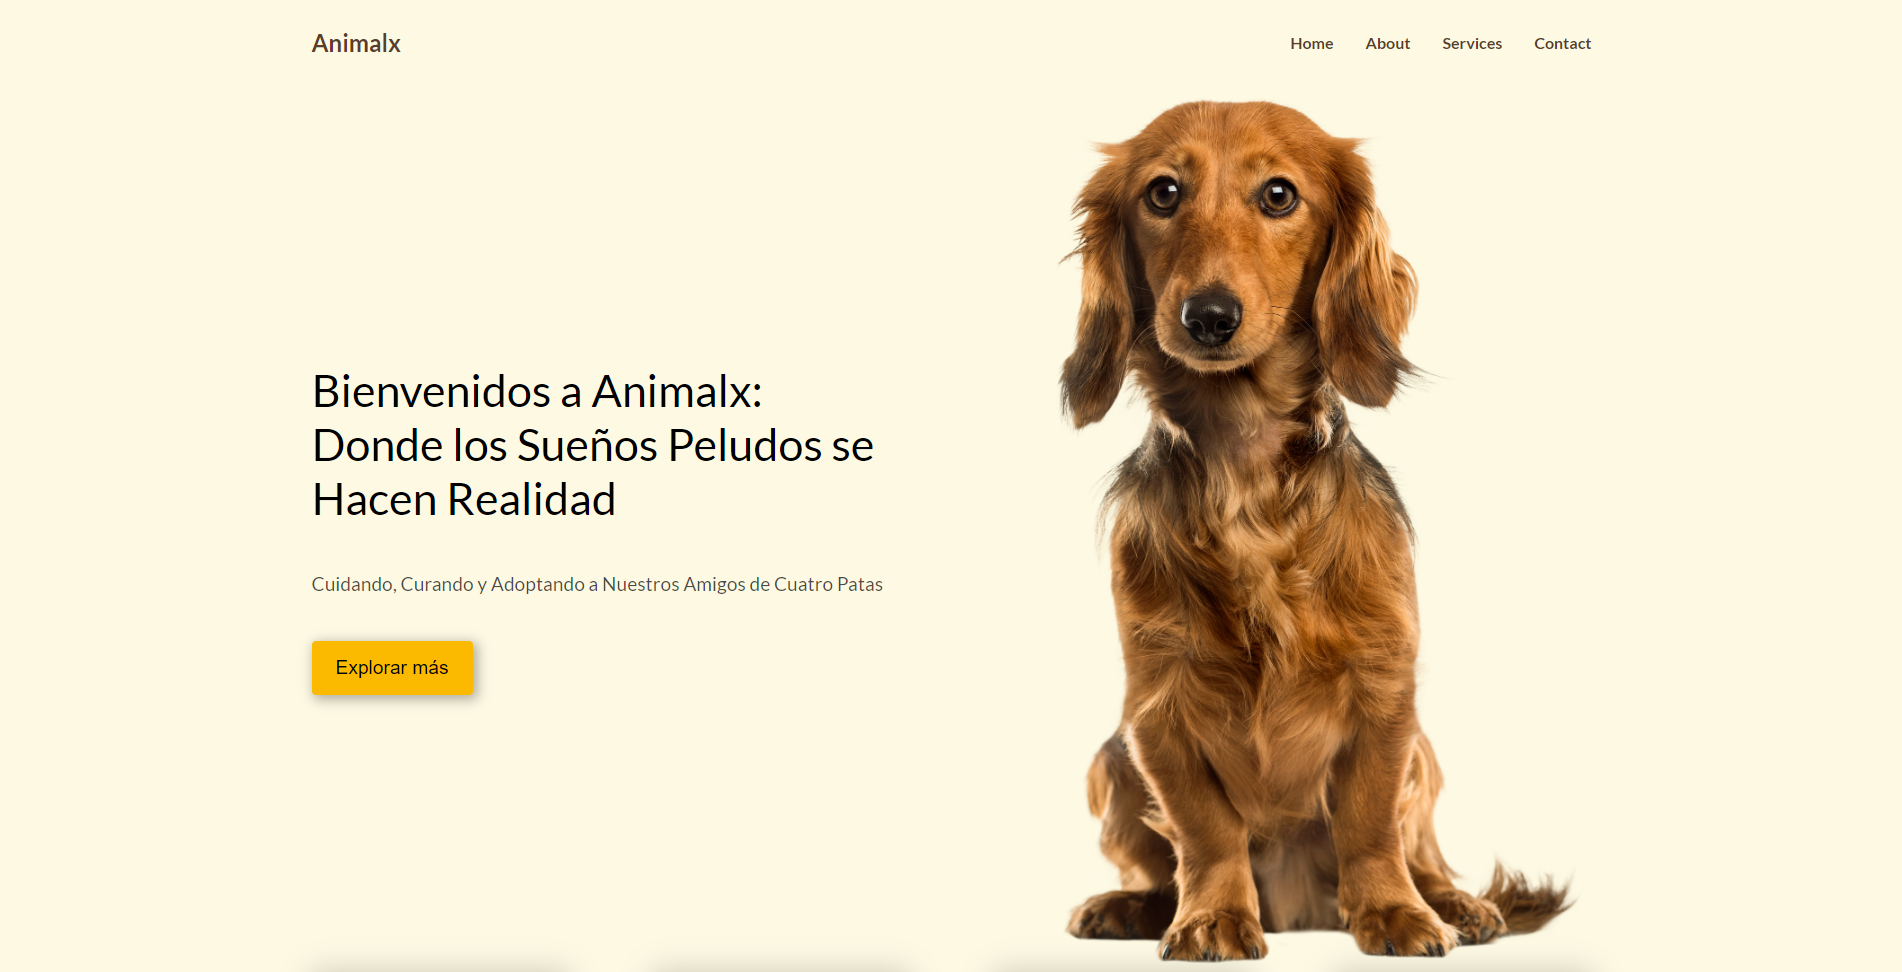 Animalx
Home About Services Contact
Bienvenidos a Animalx:
Donde los Sueños Peludos se
Hacen Realidad
Cuidando, Curando y Adoptando a Nuestros Amigos de Cuatro Patas
Explorar más